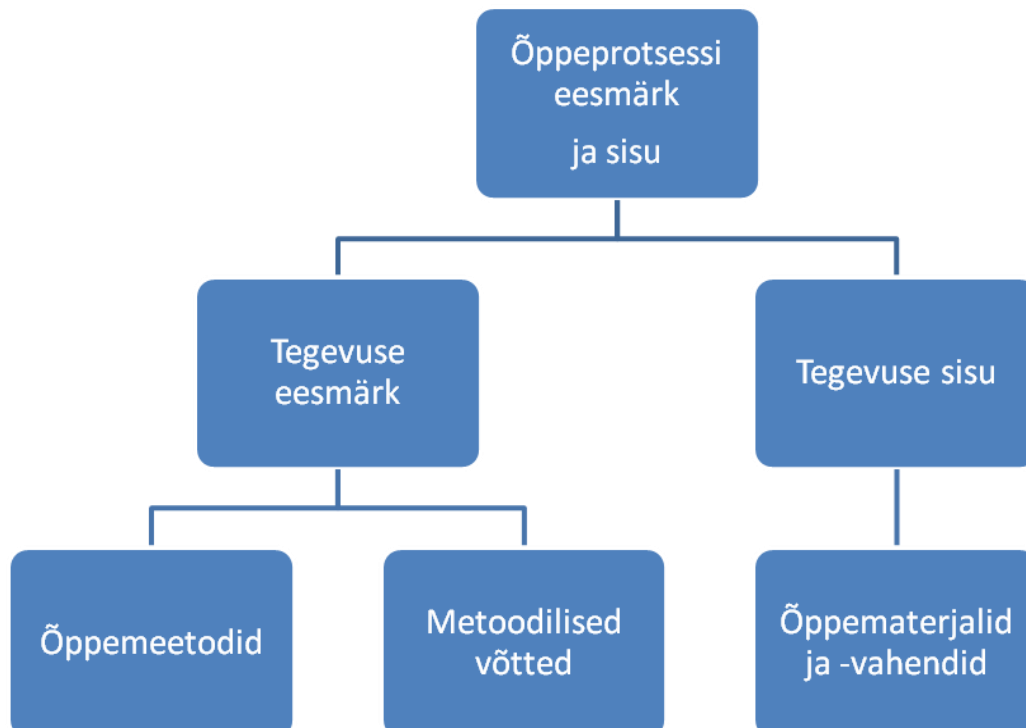 Õppeprotsessi
eesmärk
ja sisu
Tegevuse
eesmärk
Tegevuse sisu
Õppemeetodid
Metoodilised
võtted
Õppematerjalid
ja -vahendid